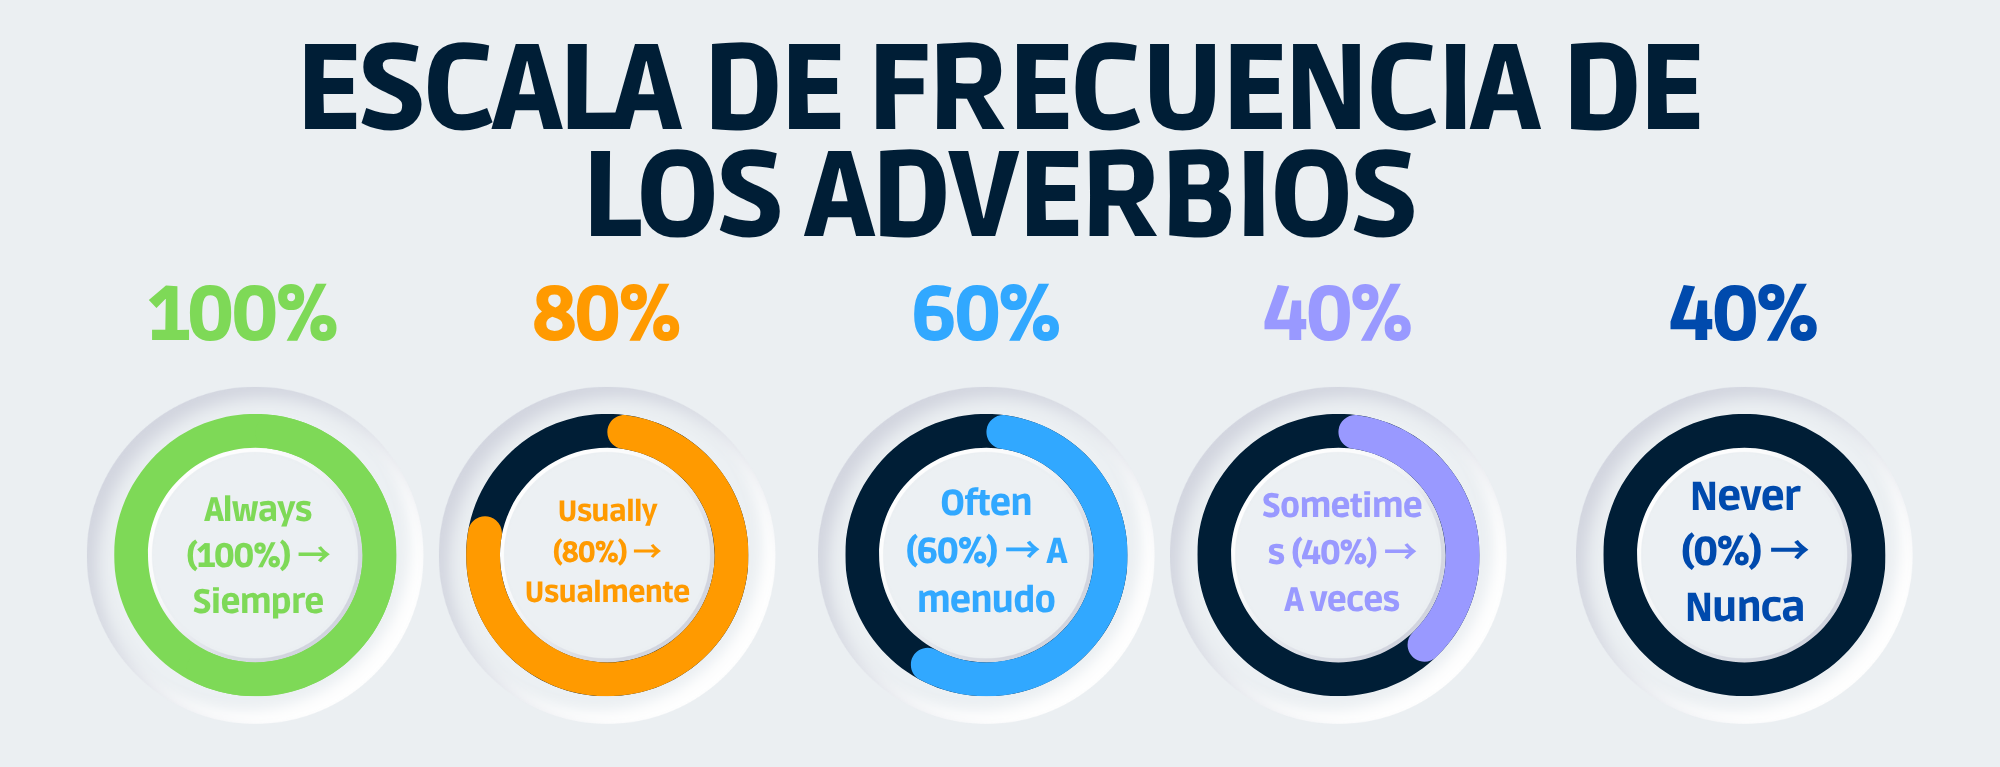 ESCALA DE FRECUENCIA DE
LOS ADVERBIOS
100%
80%
60%
40%
40%
Always
(100%) →
Siempre
Usually
(80%) →
Usualmente
Often
(60%) → A
menudo
Sometime
s (40%) →
A veces
Never
(0%) →
Nunca